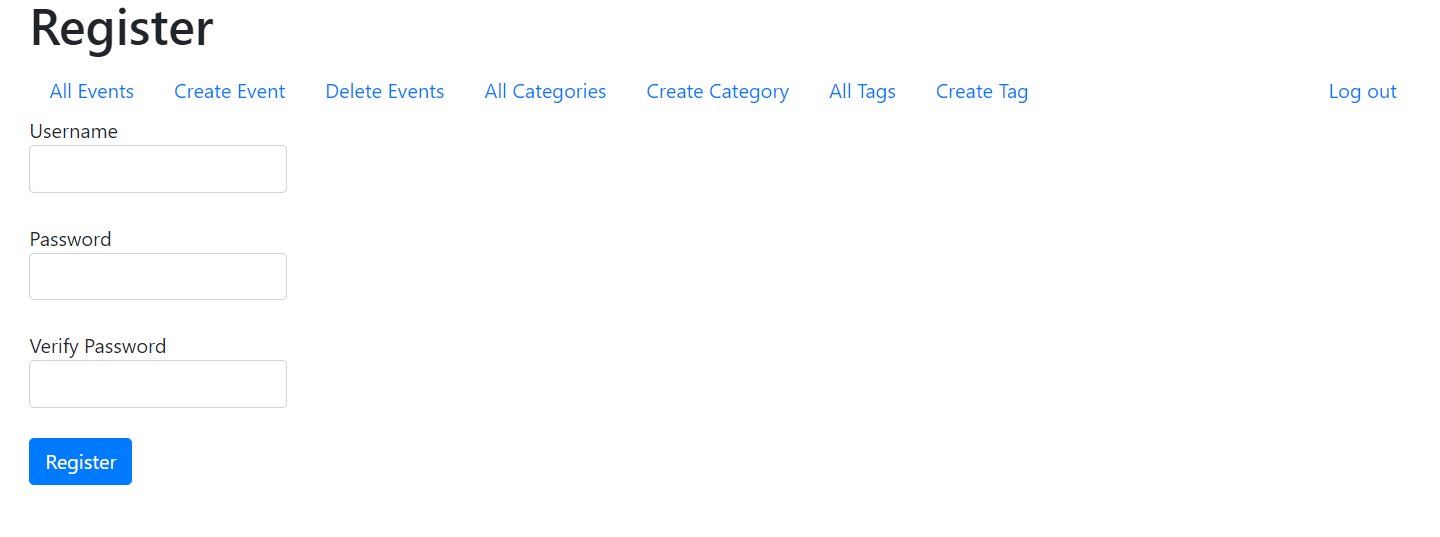 Register
All Events Create Event Delete Events All Categories Create Category All Tags Create Tag Log out
Username
Password
Verify Password
Register